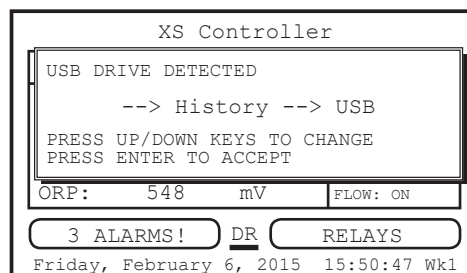 XS Controller
USB DRIVE DETECTED
--> History --> USB
PRESS UP/DOWN KEYS TO CHANGE
PRESS ENTER TO ACCEPT
ORP: 548 mV FLOW: ON
3 ALARMS! DR RELAYS
Friday, February 6, 2015 15:50:47 Wk1